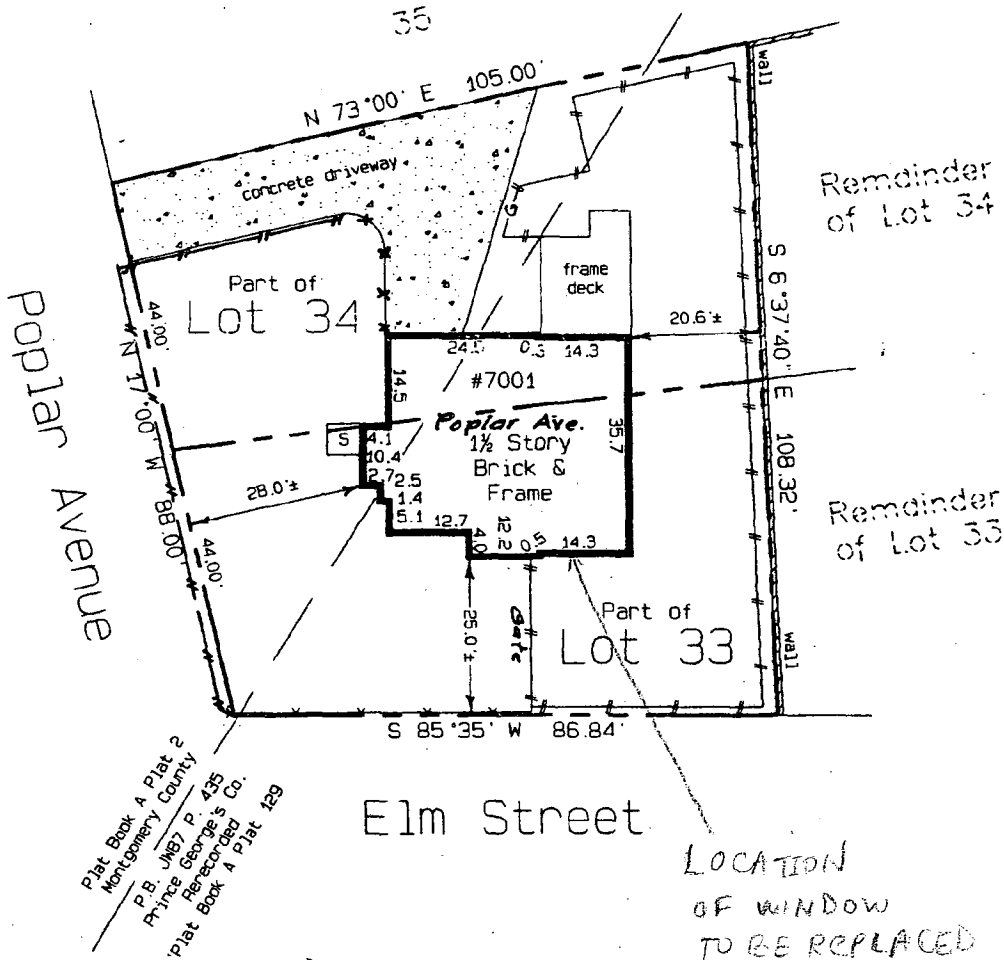 35
N 73°00' E 105.00'
wall
concrete driveway
Remainder
of Lot 34
Part of
Lot 34
frame
deck
S 6°37'40" E 108.32'
20.6'±
44.00'
24.5 0.3 14.3
#7001
14.5
Poplar Ave.
1½ Story
Brick &
Frame
35.7
S
4.1
10.4
2.7 2.5
1.4
5.1
12.7
4.0
12.2
0.5
14.3
28.0'±
Poplar Avenue
N 17°00' W 88.00'
44.00'
Remainder
of Lot 33
25.0'±
Gate
Part of
Lot 33
wall
S 85°35' W 86.84'
Plat Book A Plat 2
Montgomery County
P.B. JWB7 P. 435
Prince George's Co.
Rerecorded
Plat Book A Plat 129
Elm Street
LOCATION
OF WINDOW
TO BE REPLACED